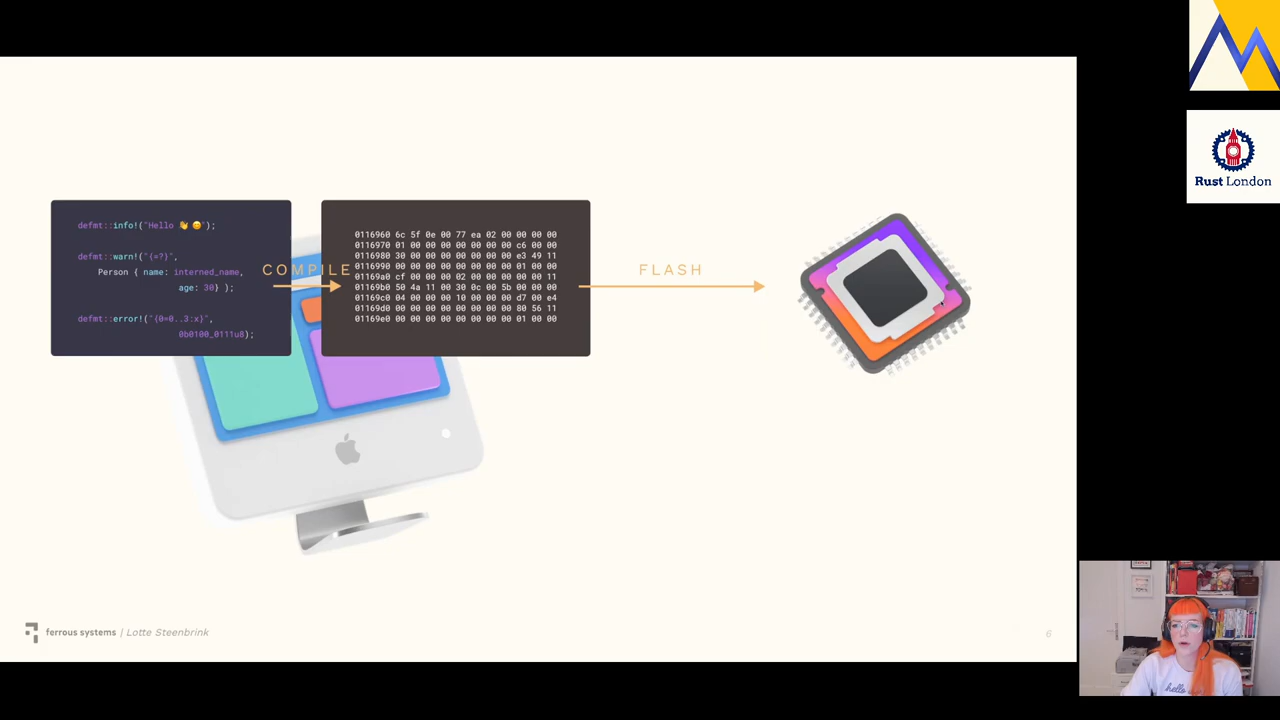 defmt::info!("Hello 👋 😊");
defmt::warn!("{=?}",
Person { name: interned_name,
age: 30} );
defmt::error!("{0=0..3:x}",
0b0100_0111u8);
COMPILE
0116960 6c 5f 0e 00 77 ea 02 00 00 00 00
0116970 01 00 00 00 00 00 00 00 c6 00 00
0116980 30 00 00 00 00 00 00 00 e3 49 11
0116990 00 00 00 00 00 00 00 00 01 00 00
01169a0 cf 00 00 00 02 00 00 00 00 00 11
01169b0 50 4a 11 00 30 0c 00 5b 00 00 00
01169c0 04 00 00 00 10 00 00 00 d7 00 e4
01169d0 00 00 00 00 00 00 00 00 80 56 11
01169e0 00 00 00 00 00 00 00 00 01 00 00
FLASH
Rust London
ferrous systems | Lotte Steenbrink
6